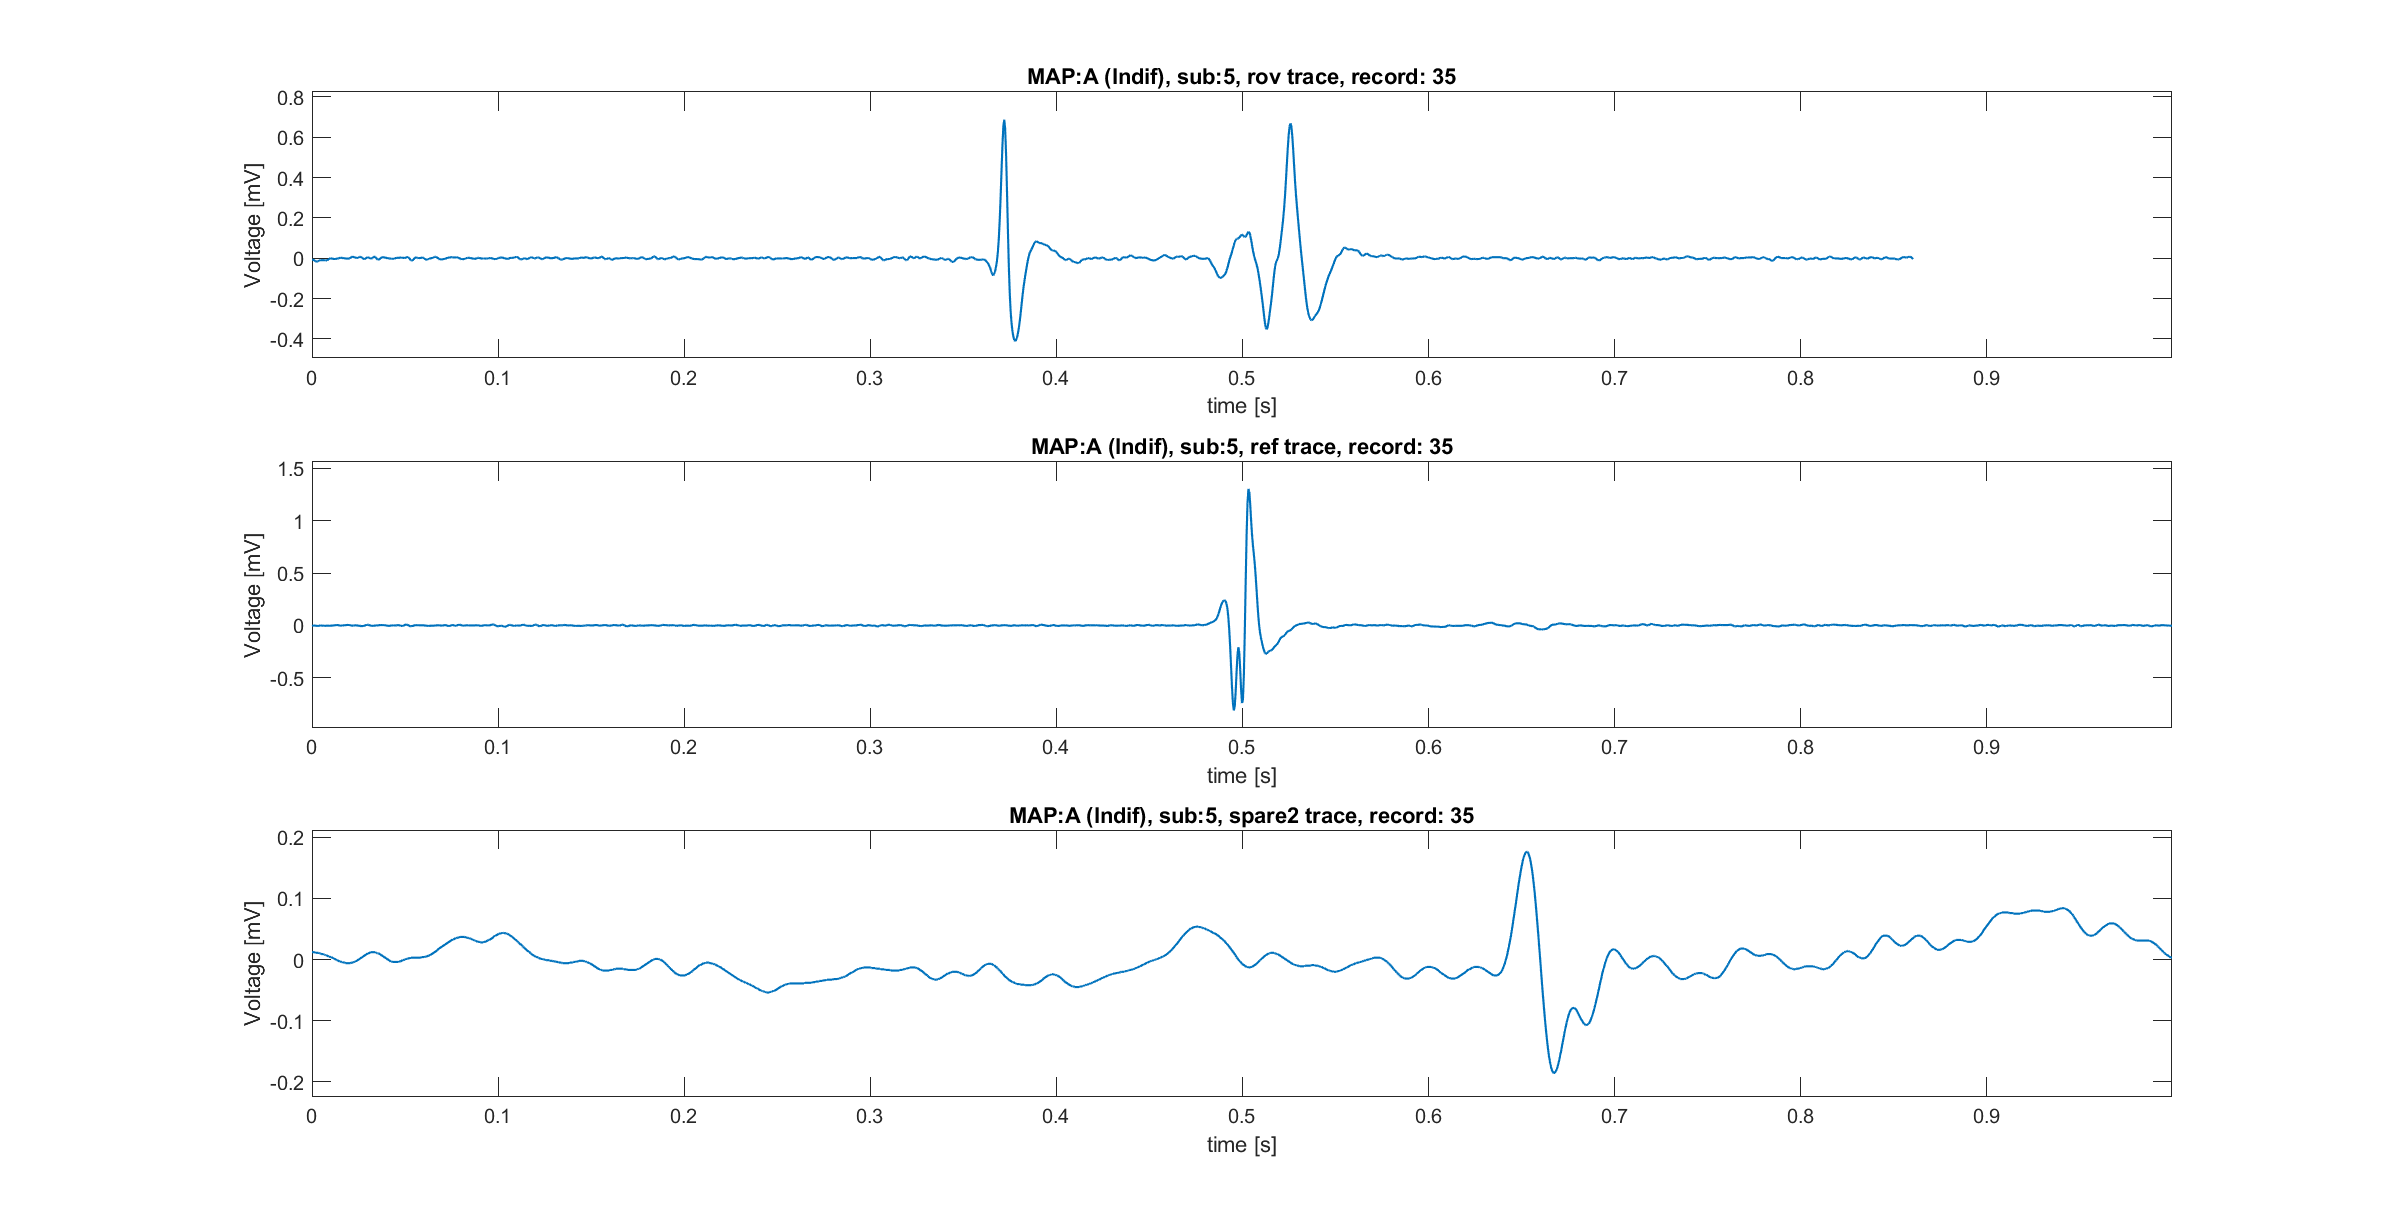 MAP:A (Indif), sub:5, rov trace, record: 35
0.8
0.6
0.4
0.2
0
-0.2
-0.4
Voltage [mV]
0 0.1 0.2 0.3 0.4 0.5 0.6 0.7 0.8 0.9
time [s]
MAP:A (Indif), sub:5, ref trace, record: 35
1.5
1
0.5
0
-0.5
Voltage [mV]
0 0.1 0.2 0.3 0.4 0.5 0.6 0.7 0.8 0.9
time [s]
MAP:A (Indif), sub:5, spare2 trace, record: 35
0.2
0.1
0
-0.1
-0.2
Voltage [mV]
0 0.1 0.2 0.3 0.4 0.5 0.6 0.7 0.8 0.9
time [s]